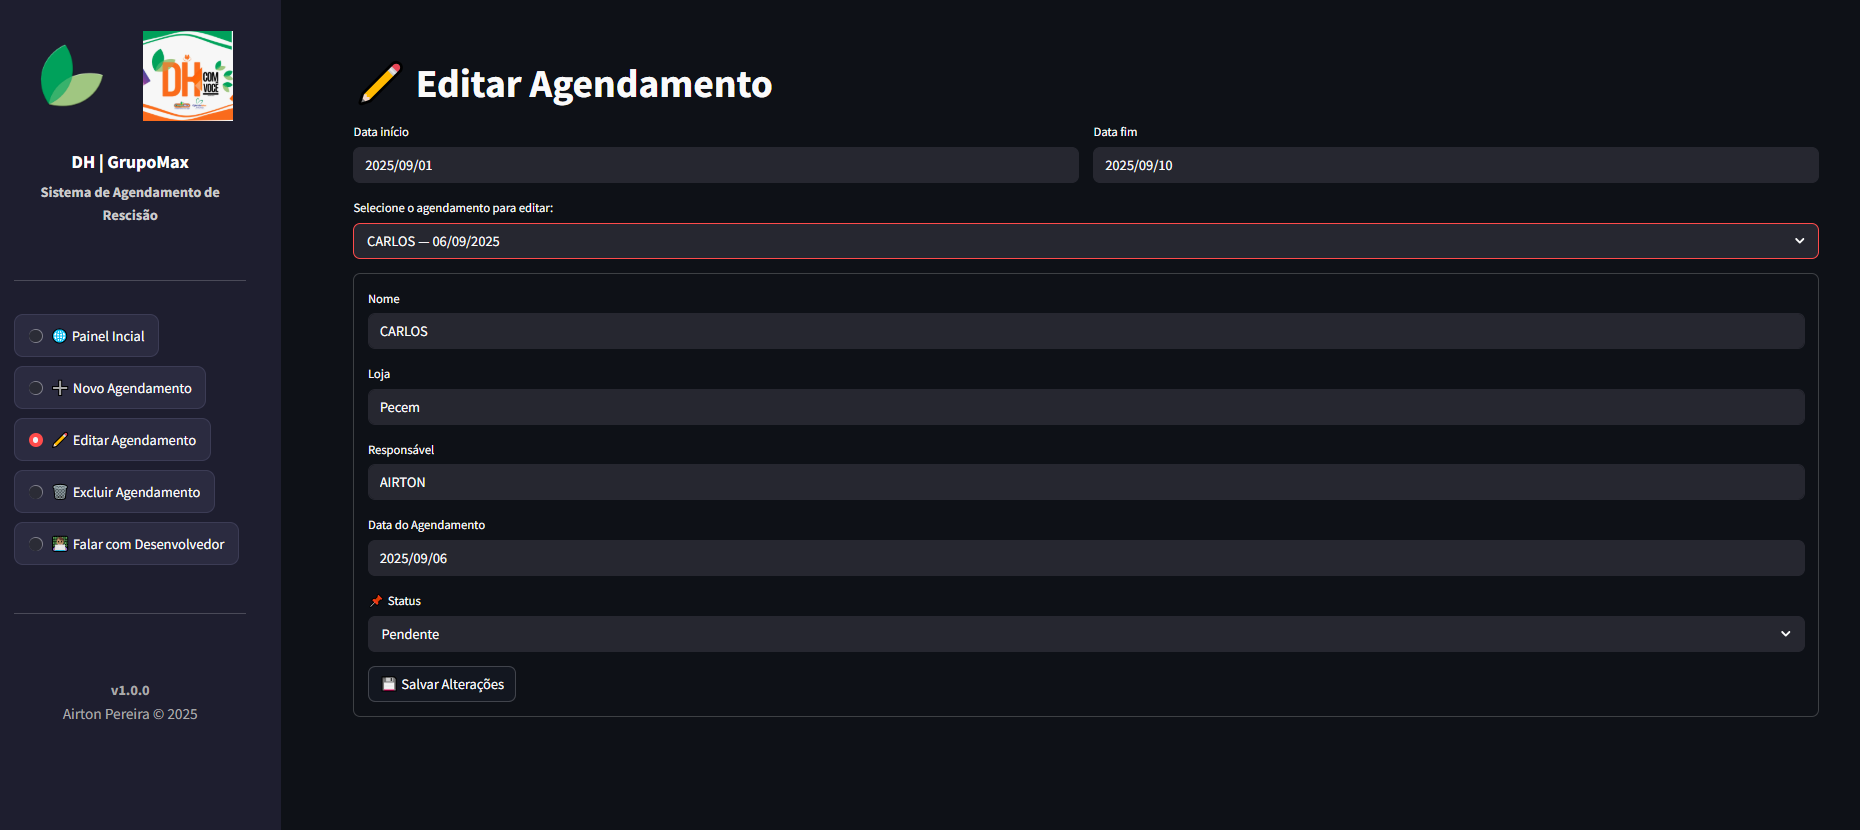 DH COM
VOCÊ
DH | GrupoMax
Sistema de Agendamento de
Rescisão
Painel Incial
Novo Agendamento
Editar Agendamento
Excluir Agendamento
Falar com Desenvolvedor
v1.0.0
Airton Pereira © 2025
Editar Agendamento
Data início
Data fim
2025/09/01
2025/09/10
Selecione o agendamento para editar:
CARLOS — 06/09/2025
Nome
CARLOS
Loja
Pecem
Responsável
AIRTON
Data do Agendamento
2025/09/06
Status
Pendente
Salvar Alterações